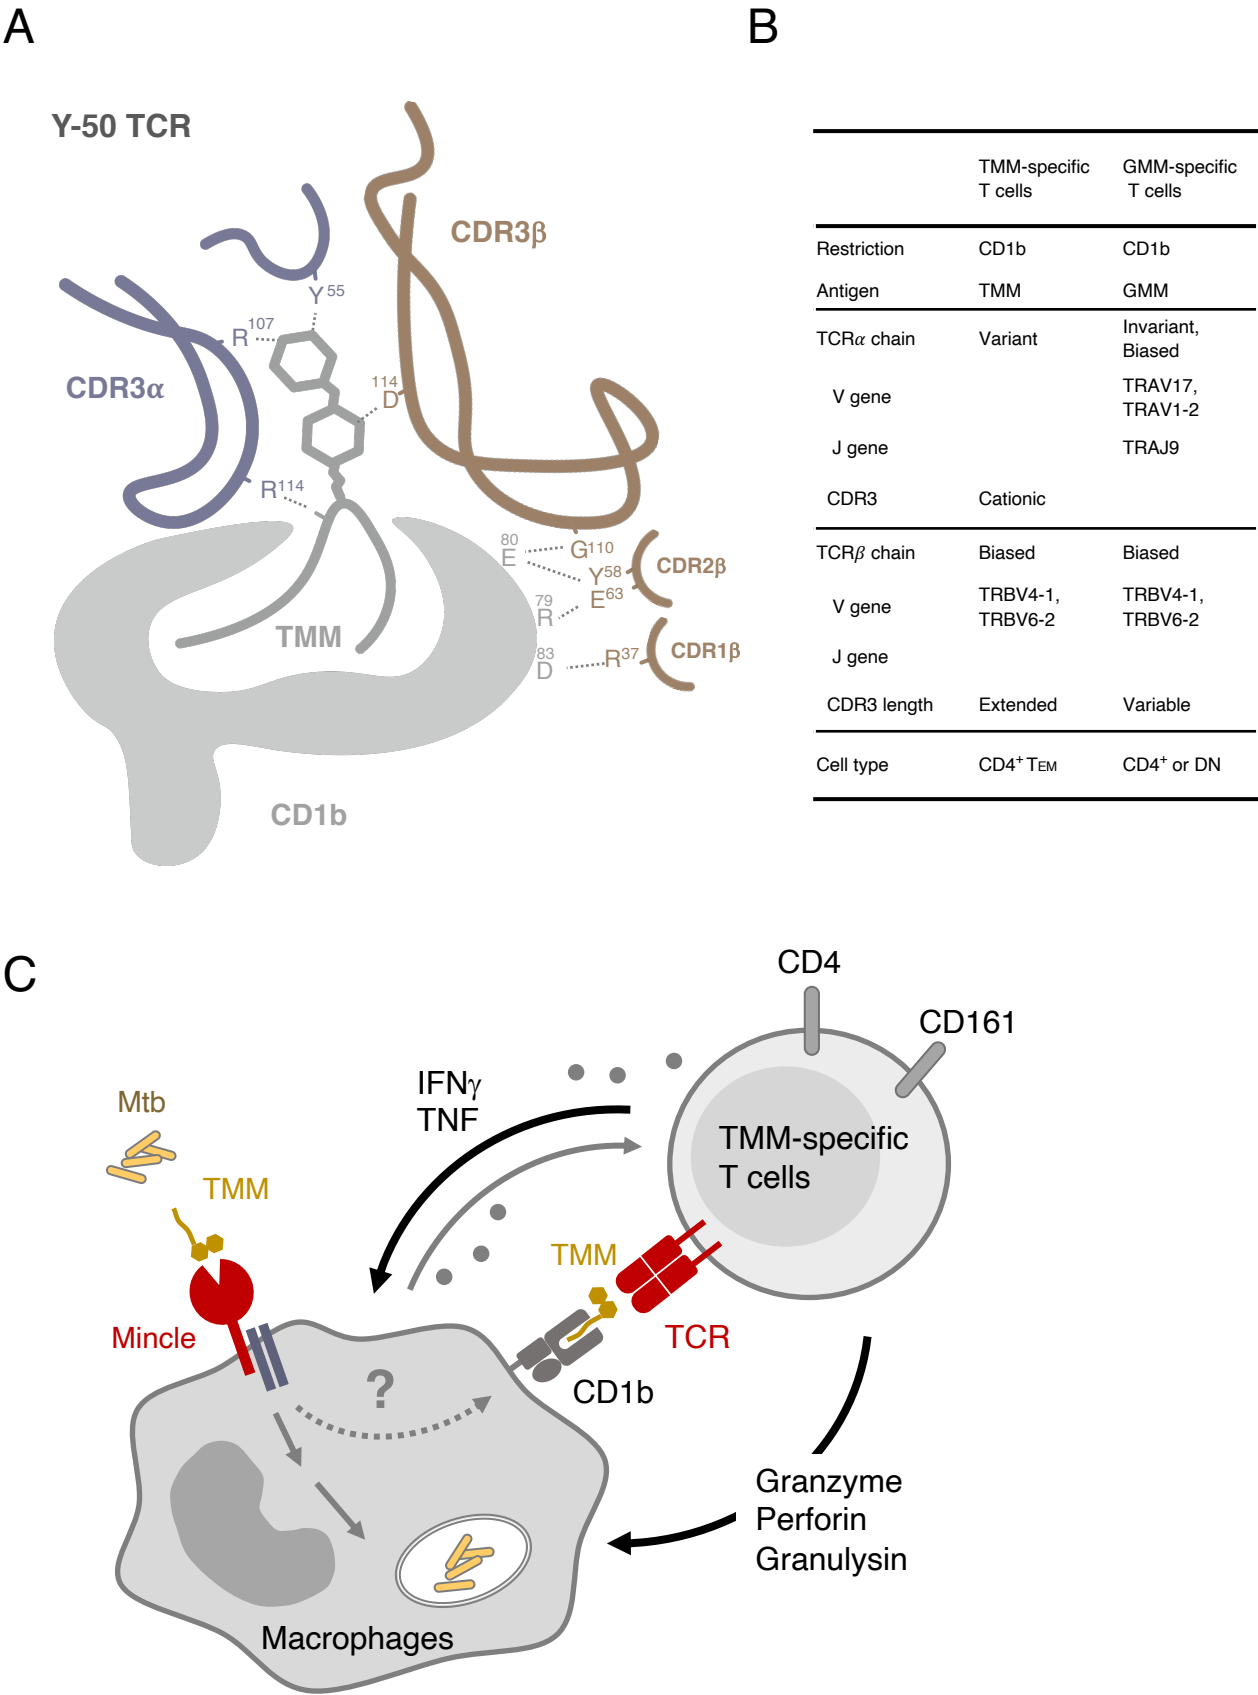 A
B
Y-50 TCR
CDR3β
Y55
R107
CDR3α
114
D
R114
80
E
G110
Y58
CDR2β
E63
79
R
TMM
83
D
R37
CDR1β
CD1b
TMM-specific T cells
GMM-specific T cells
Restriction CD1b CD1b
Antigen TMM GMM
TCRα chain Variant Invariant, Biased
V gene TRAV17, TRAV1-2
J gene TRAJ9
CDR3 Cationic
TCRβ chain Biased Biased
V gene TRBV4-1, TRBV6-2 TRBV4-1, TRBV6-2
J gene
CDR3 length Extended Variable
Cell type CD4+ TEM CD4+ or DN
C
CD4
CD161
IFNγ
TNF
Mtb
TMM
TMM-specific
T cells
TMM
Mincle
TCR
?
CD1b
Granzyme
Perforin
Granulysin
Macrophages